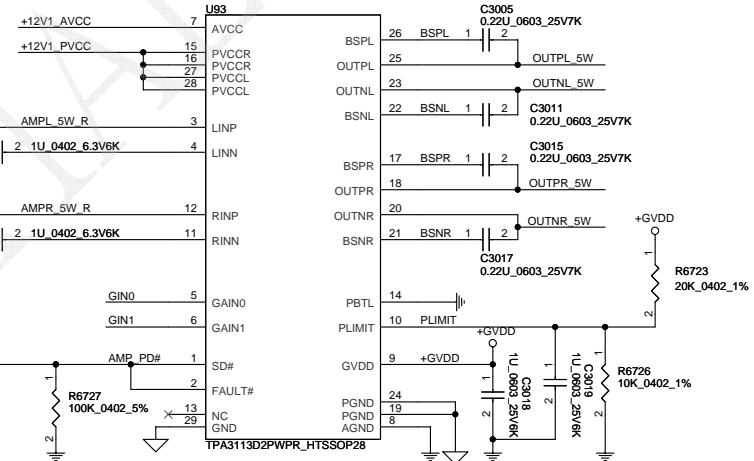 U93
+12V1_AVCC 7 AVCC
+12V1_PVCC 15 PVCCR
16 PVCCR
27 PVCCL
28 PVCCL
AMPL_5W_R 3 LINP
2 1U_0402_6.3V6K 4 LINN
AMPR_5W_R 12 RINP
2 1U_0402_6.3V6K 11 RINN
GIN0 5 GAIN0
GIN1 6 GAIN1
AMP_PD# 1 SD#
2 FAULT#
13 NC
29 GND
1
R6727
100K_0402_5%
2
TPA3113D2PWPR_HTSSOP28
C3005
0.22U_0603_25V7K
BSPL 26 BSPL 1 2
OUTPL 25 OUTPL_5W
OUTNL 23 OUTNL_5W
BSNL 22 BSNL 1 2
C3011
0.22U_0603_25V7K
C3015
0.22U_0603_25V7K
BSPR 17 BSPR 1 2
OUTPR 18 OUTPR_5W
OUTNR 20 OUTNR_5W
BSNR 21 BSNR 1 2
C3017
0.22U_0603_25V7K
PBTL 14
PLIMIT 10 PLIMIT
GVDD 9 +GVDD
PGND 24
PGND 19
AGND 8
+GVDD
1
R6723
20K_0402_1%
2
+GVDD
1
2
C3018
1U_0603_25V6K
1
2
C3019
1U_0603_25V6K
1
R6726
10K_0402_1%
2